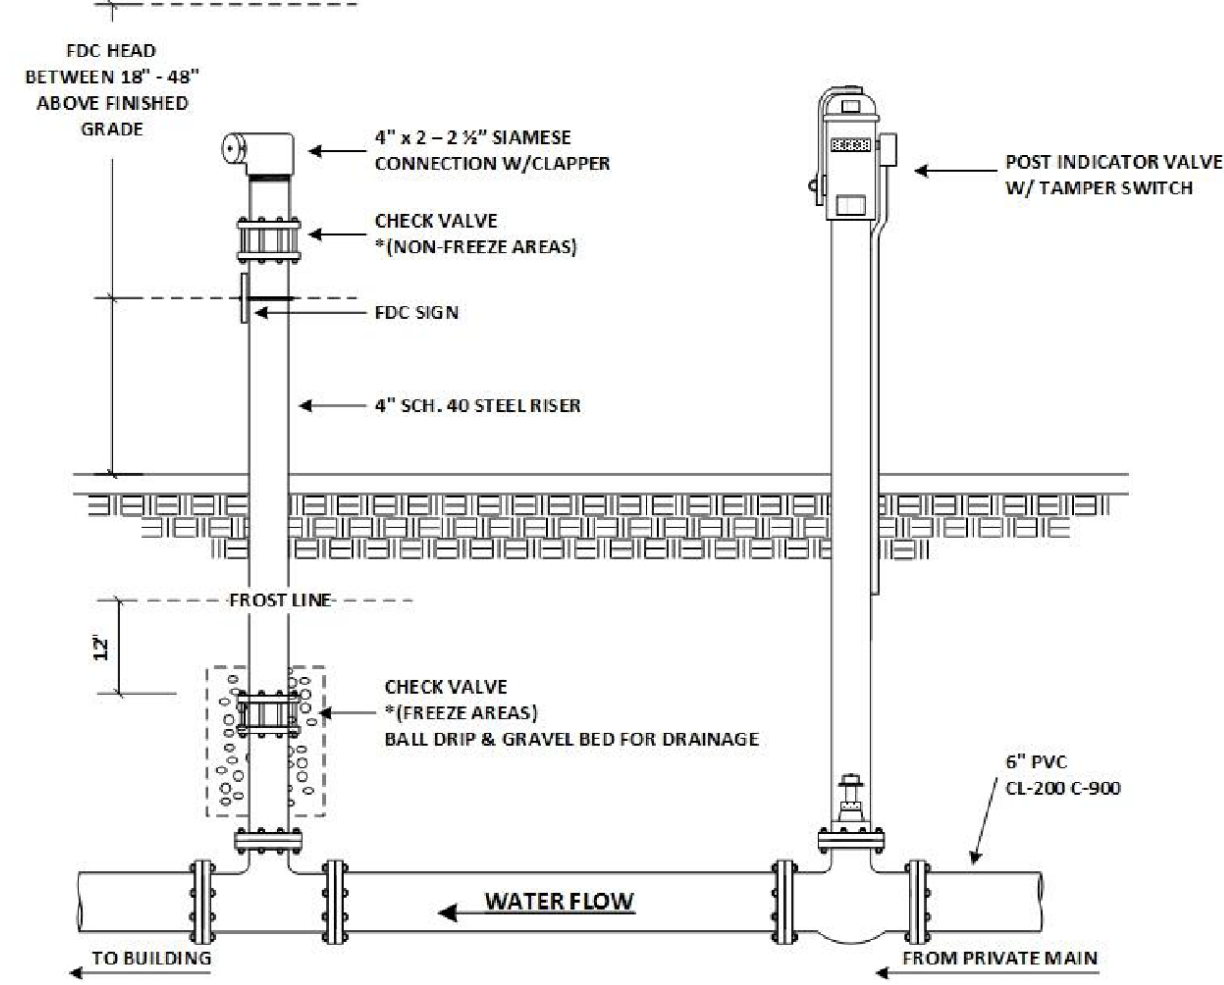 FDC HEAD
BETWEEN 18" - 48"
ABOVE FINISHED
GRADE
4" x 2 – 2 ½" SIAMESE
CONNECTION W/CLAPPER
POST INDICATOR VALVE
W/ TAMPER SWITCH
CHECK VALVE
*(NON-FREEZE AREAS)
FDC SIGN
4" SCH. 40 STEEL RISER
FROST LINE
12"
CHECK VALVE
*(FREEZE AREAS)
BALL DRIP & GRAVEL BED FOR DRAINAGE
6" PVC
CL-200 C-900
WATER FLOW
TO BUILDING
FROM PRIVATE MAIN